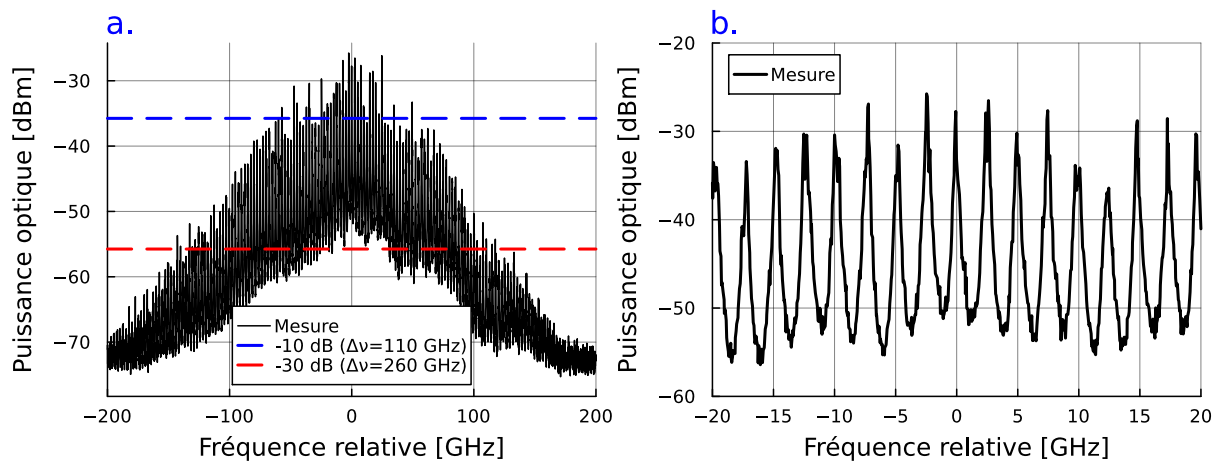 a.
Puissance optique [dBm]
−30
−40
−50
−60
−70
Mesure
-10 dB (Δν=110 GHz)
-30 dB (Δν=260 GHz)
−200
−100
0
100
200
Fréquence relative [GHz]
b.
Puissance optique [dBm]
−20
−30
−40
−50
−60
Mesure
−20
−15
−10
−5
0
5
10
15
20
Fréquence relative [GHz]